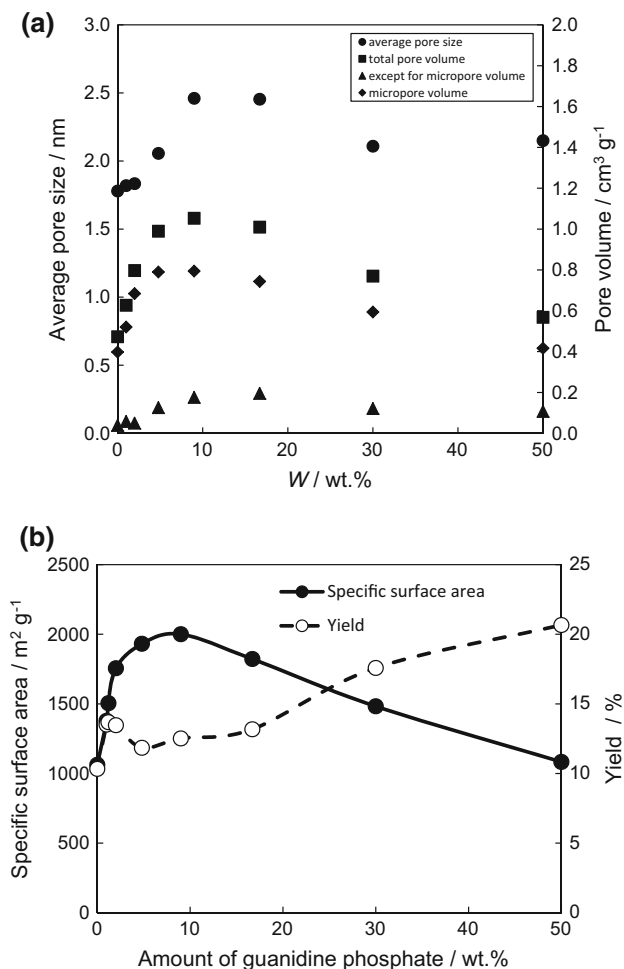 (a)
3.0
2.5
2.0
1.5
1.0
0.5
0.0
Average pore size / nm
average pore size
total pore volume
except for micropore volume
micropore volume
2.0
1.8
1.6
1.4
1.2
1.0
0.8
0.6
0.4
0.2
0.0
Pore volume / cm³ g⁻¹
0 10 20 30 40 50
W / wt.%
(b)
2500
2000
1500
1000
500
0
Specific surface area / m² g⁻¹
Specific surface area
Yield
25
20
15
10
5
0
Yield / %
0 10 20 30 40 50
Amount of guanidine phosphate / wt.%